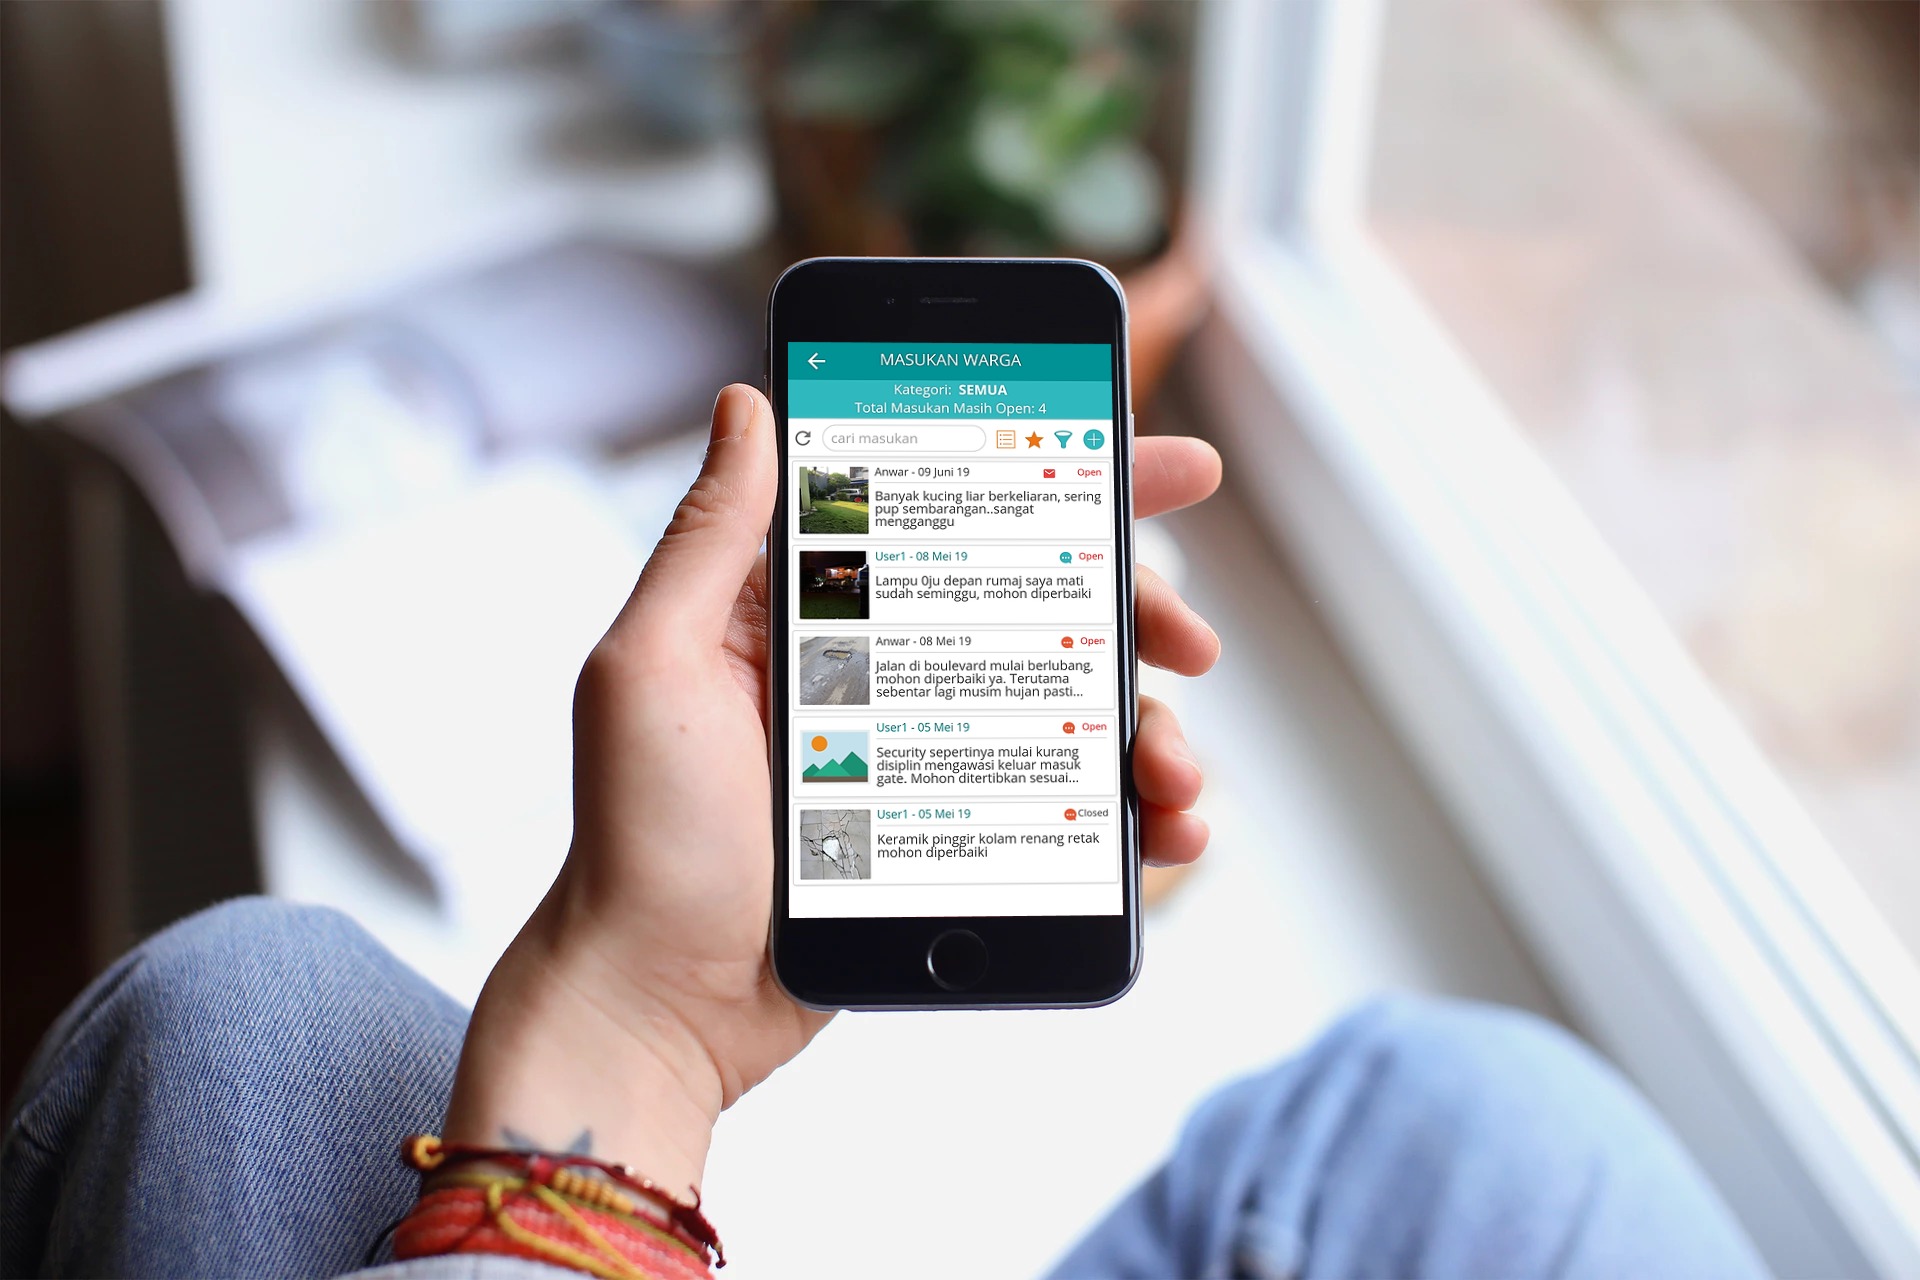 MASUKAN WARGA
Kategori: SEMUA
Total Masukan Masih Open: 4
cari masukan
Anwar - 09 Juni 19 Open
Banyak kucing liar berkeliaran, sering
pup sembarangan..sangat
mengganggu
User1 - 08 Mei 19 Open
Lampu 0ju depan rumaj saya mati
sudah seminggu, mohon diperbaiki
Anwar - 08 Mei 19 Open
Jalan di boulevard mulai berlubang,
mohon diperbaiki ya. Terutama
sebentar lagi musim hujan pasti...
User1 - 05 Mei 19 Open
Security sepertinya mulai kurang
disiplin mengawasi keluar masuk
gate. Mohon ditertibkan sesuai...
User1 - 05 Mei 19 Closed
Keramik pinggir kolam renang retak
mohon diperbaiki